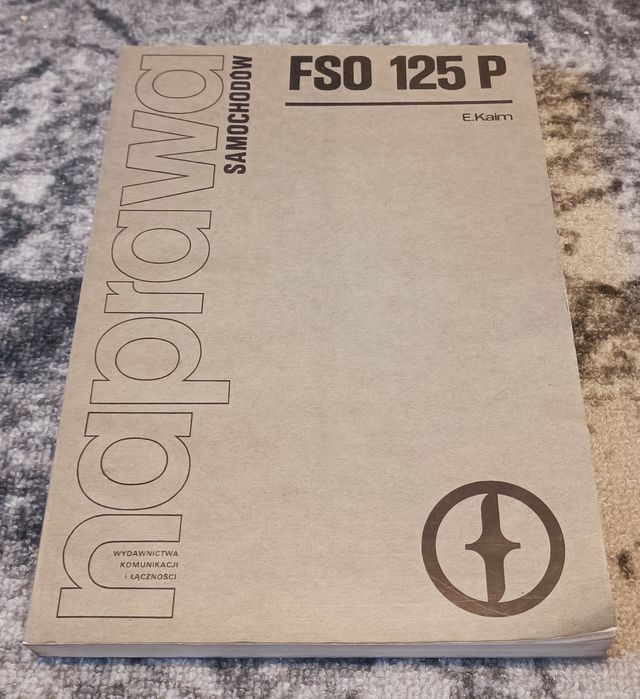 naprawa
SAMOCHODÓW
FSO 125 P
E.Kaim
WYDAWNICTWA
KOMUNIKACJI
i ŁĄCZNOŚCI